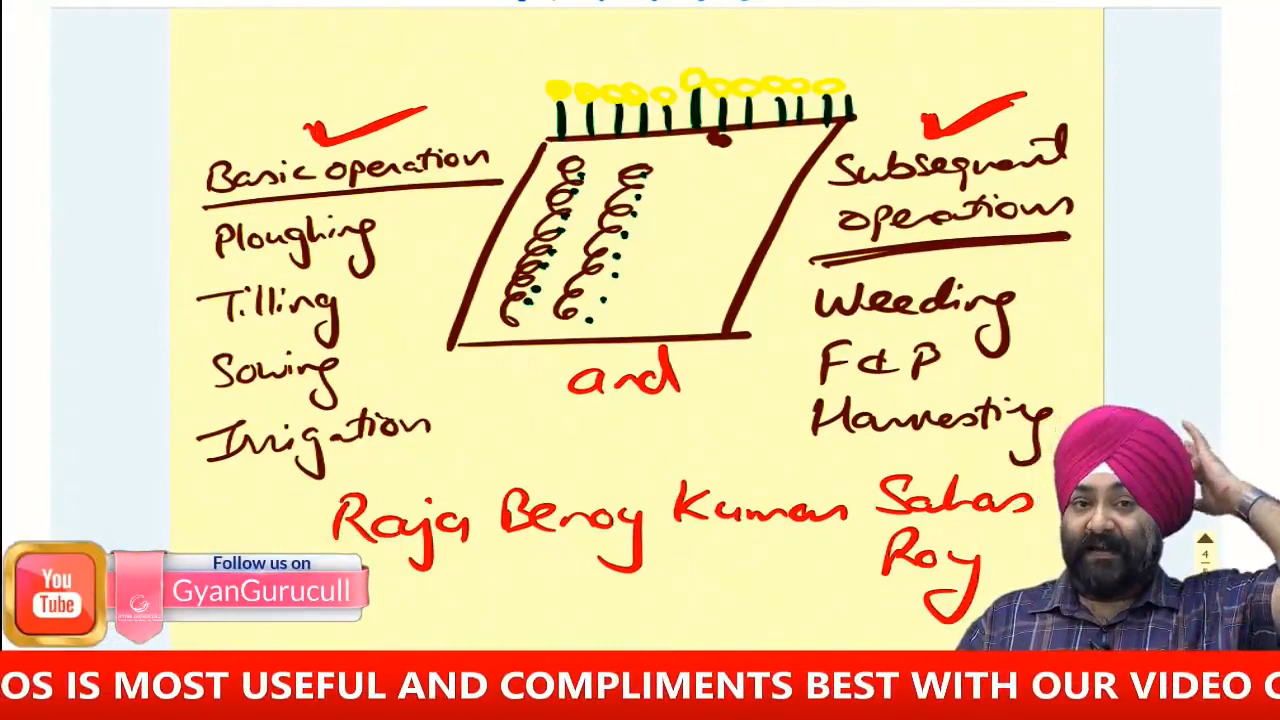 Basic operation
Ploughing
Tilling
Sowing
Irrigation
and
Subsequent
operations
Weeding
F & P
Harvesting
Raja Benoy Kumar Sahas
Roy
You
Tube
Follow us on
GyanGurucull
4
OS IS MOST USEFUL AND COMPLIMENTS BEST WITH OUR VIDEO